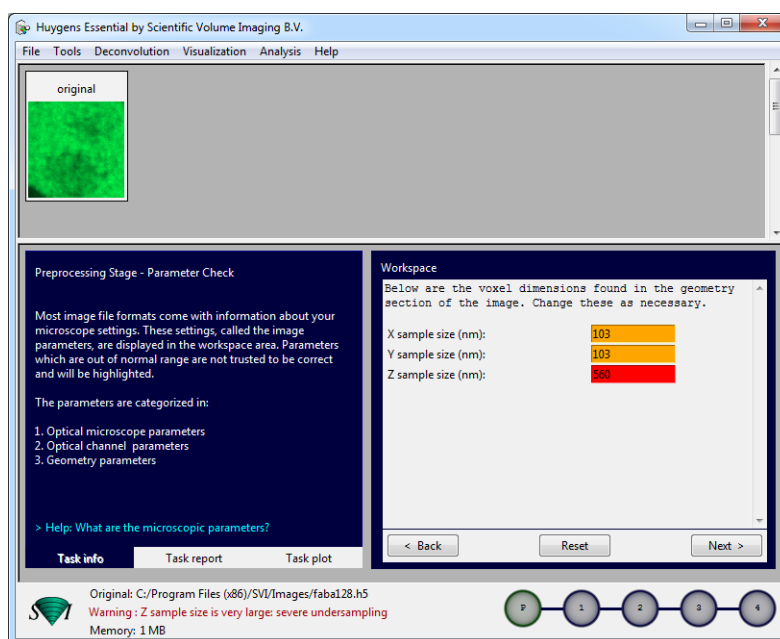 Huygens Essential by Scientific Volume Imaging B.V.
File Tools Deconvolution Visualization Analysis Help
original
Preprocessing Stage - Parameter Check
Most image file formats come with information about your
microscope settings. These settings, called the image
parameters, are displayed in the workspace area. Parameters
which are out of normal range are not trusted to be correct
and will be highlighted.
The parameters are categorized in:
1. Optical microscope parameters
2. Optical channel parameters
3. Geometry parameters
> Help: What are the microscopic parameters?
Task info Task report Task plot
Workspace
Below are the voxel dimensions found in the geometry
section of the image. Change these as necessary.
X sample size (nm): 103
Y sample size (nm): 103
Z sample size (nm): 560
< Back Reset Next >
SVI
Original: C:/Program Files (x86)/SVI/Images/faba128.h5
Warning : Z sample size is very large: severe undersampling
Memory: 1 MB
P 1 2 3 4